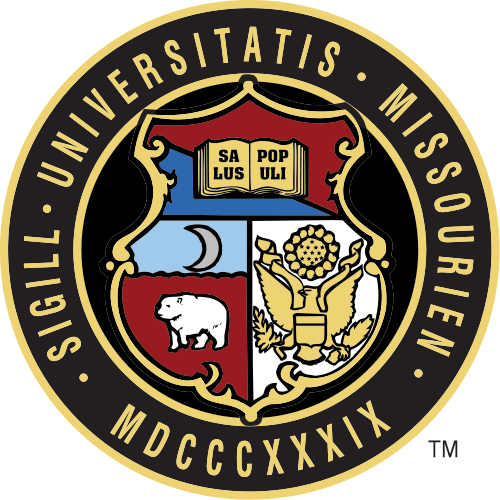 SIGILL · UNIVERSITATIS · MISSOURIEN ·
SA POP
LUS ULI
MDCCCXXXIX
TM